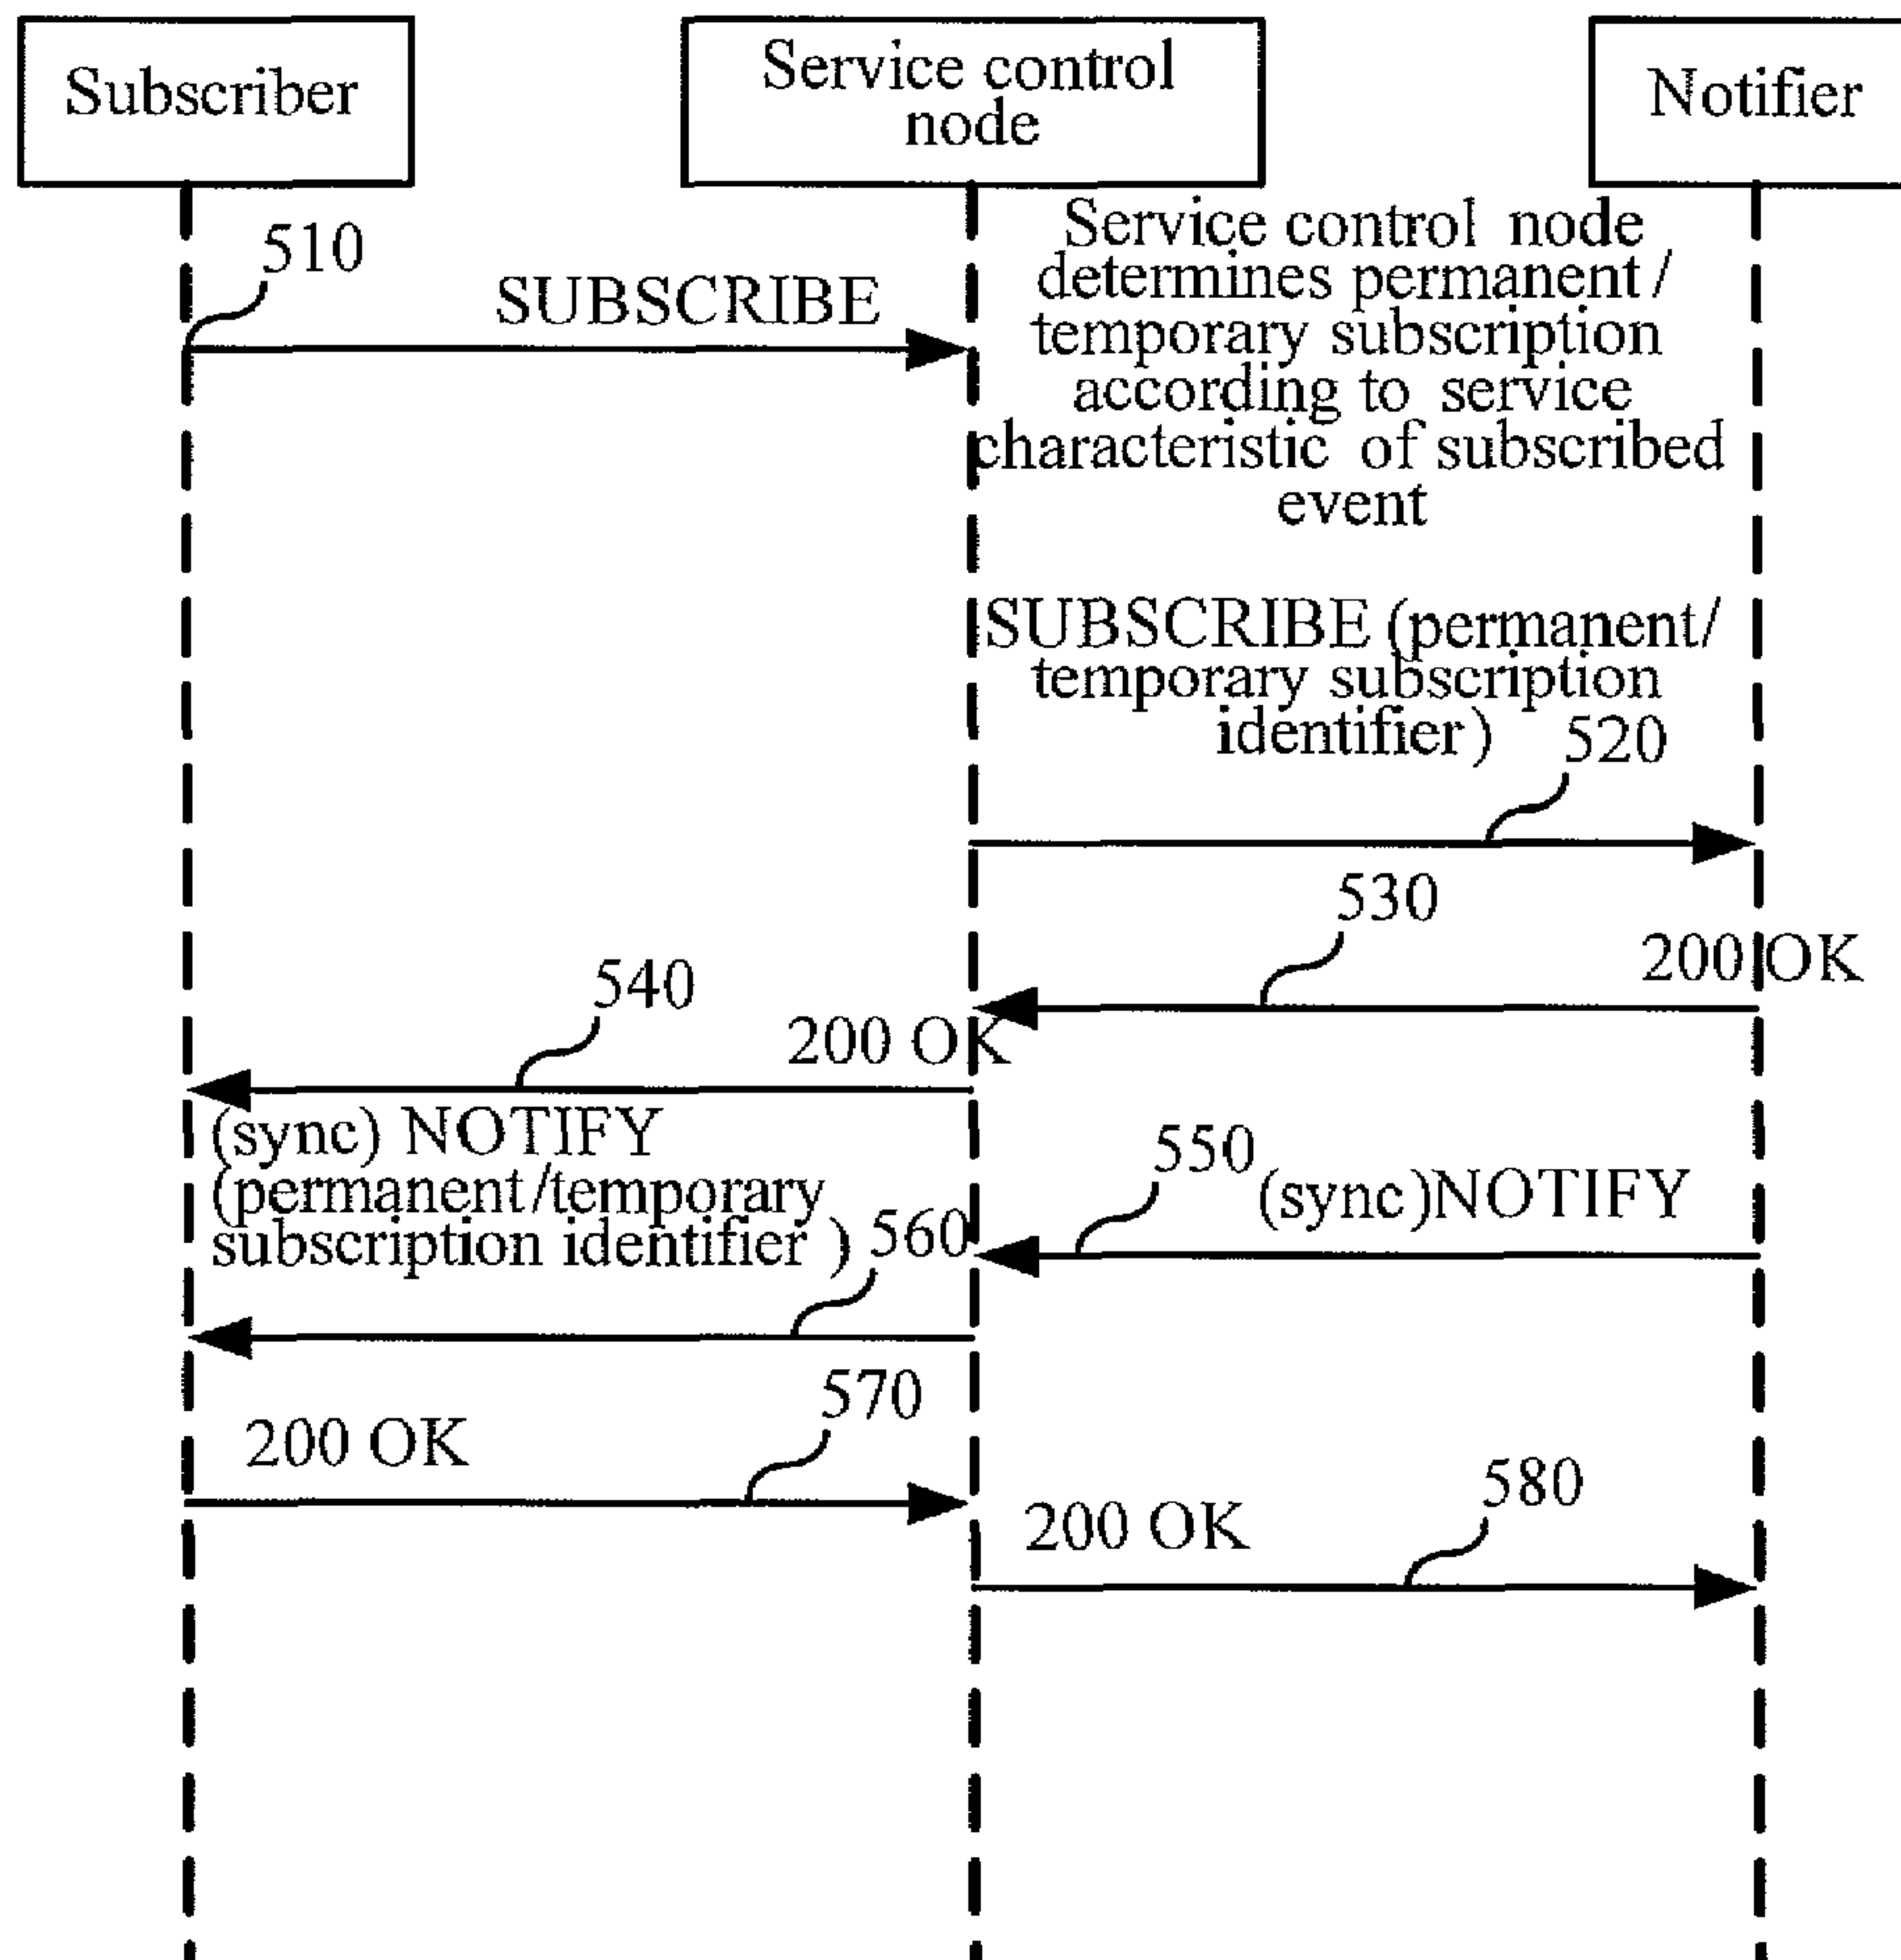 Subscriber
Service control
node
Notifier
510
SUBSCRIBE
Service control node
determines permanent /
temporary subscription
according to service
characteristic of subscribed
event
SUBSCRIBE (permanent/
temporary subscription
identifier)
520
530
200 OK
540
200 OK
(sync) NOTIFY
(permanent/temporary
subscription identifier )
550
(sync)NOTIFY
560
570
200 OK
580
200 OK